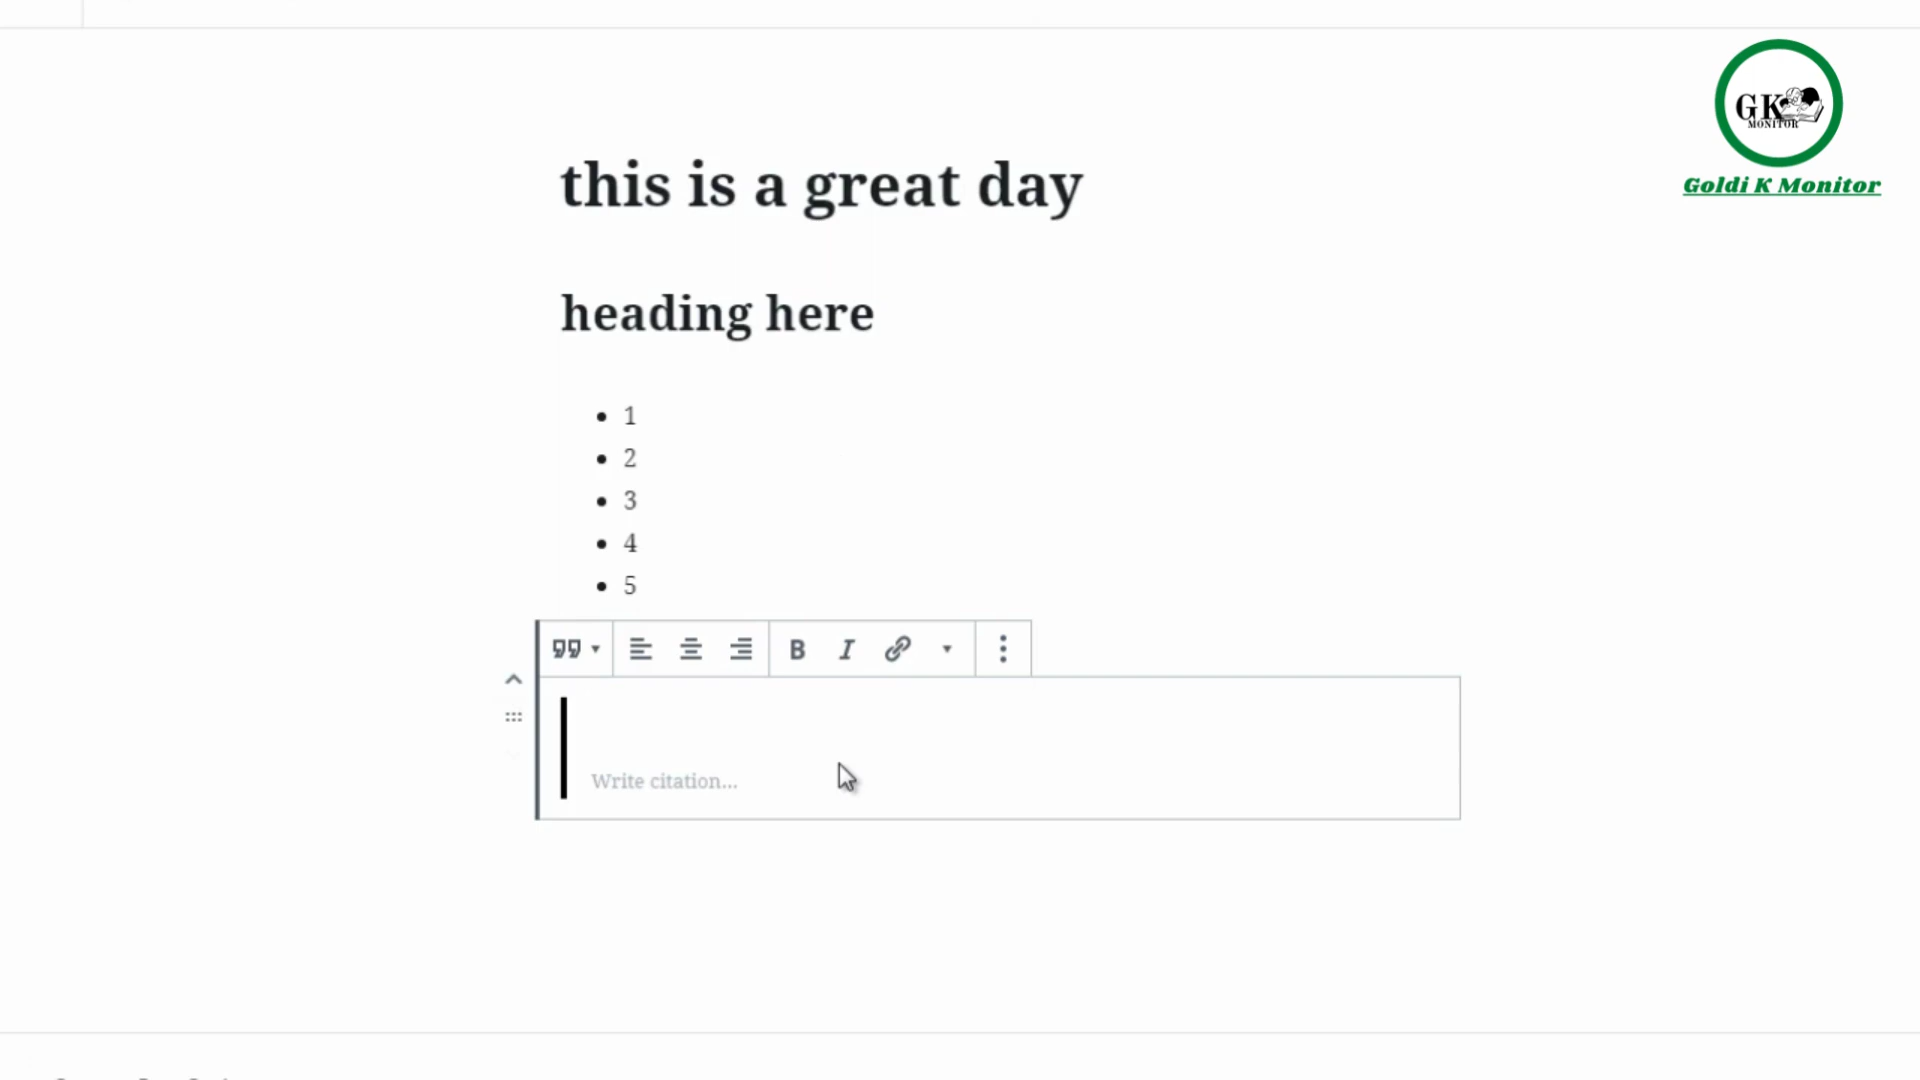 GK
MONITOR
Goldi K Monitor
this is a great day
heading here
1
2
3
4
5
B I
Write citation...